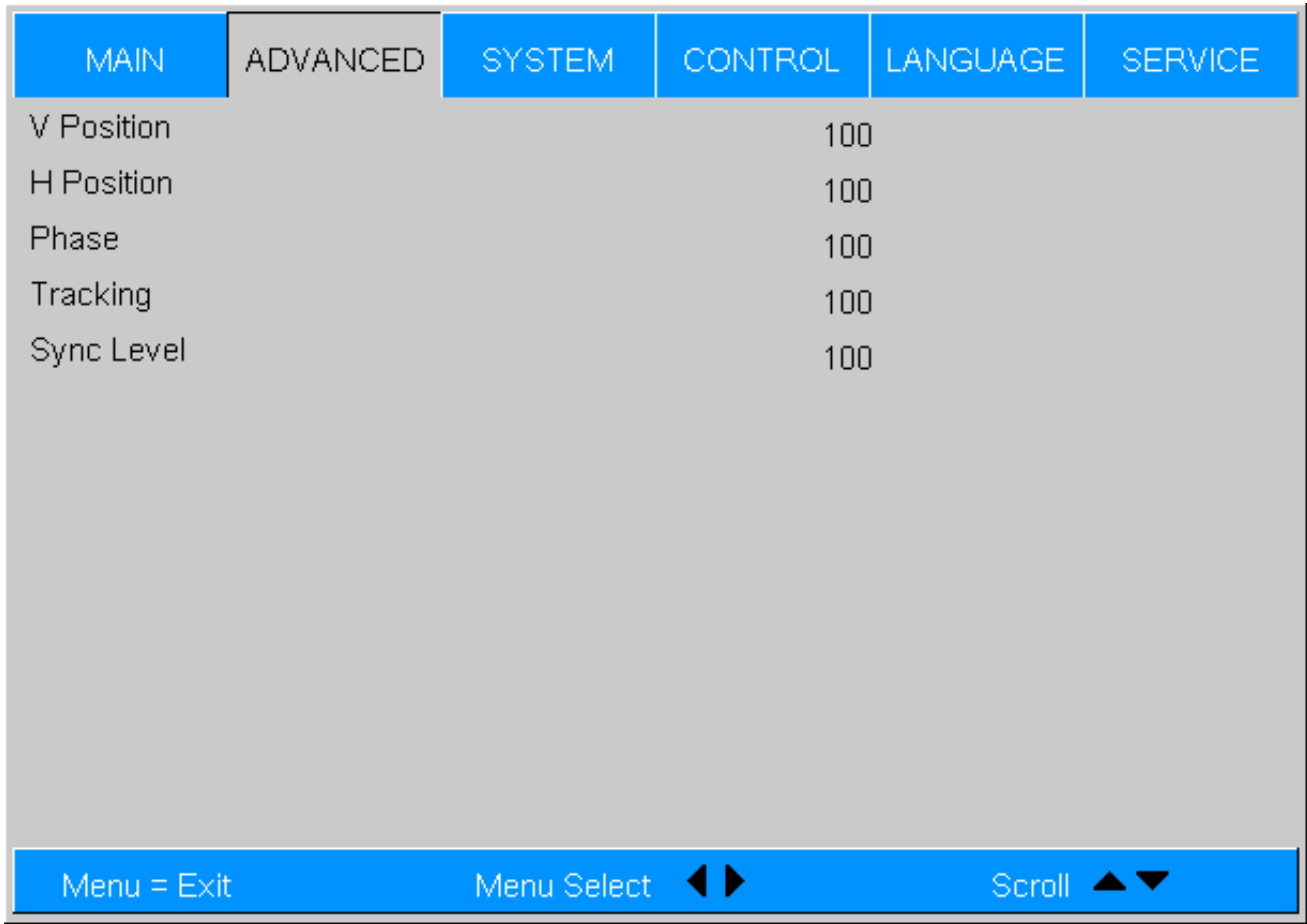 MAIN ADVANCED SYSTEM CONTROL LANGUAGE SERVICE
V Position 100
H Position 100
Phase 100
Tracking 100
Sync Level 100
Menu = Exit Menu Select Scroll